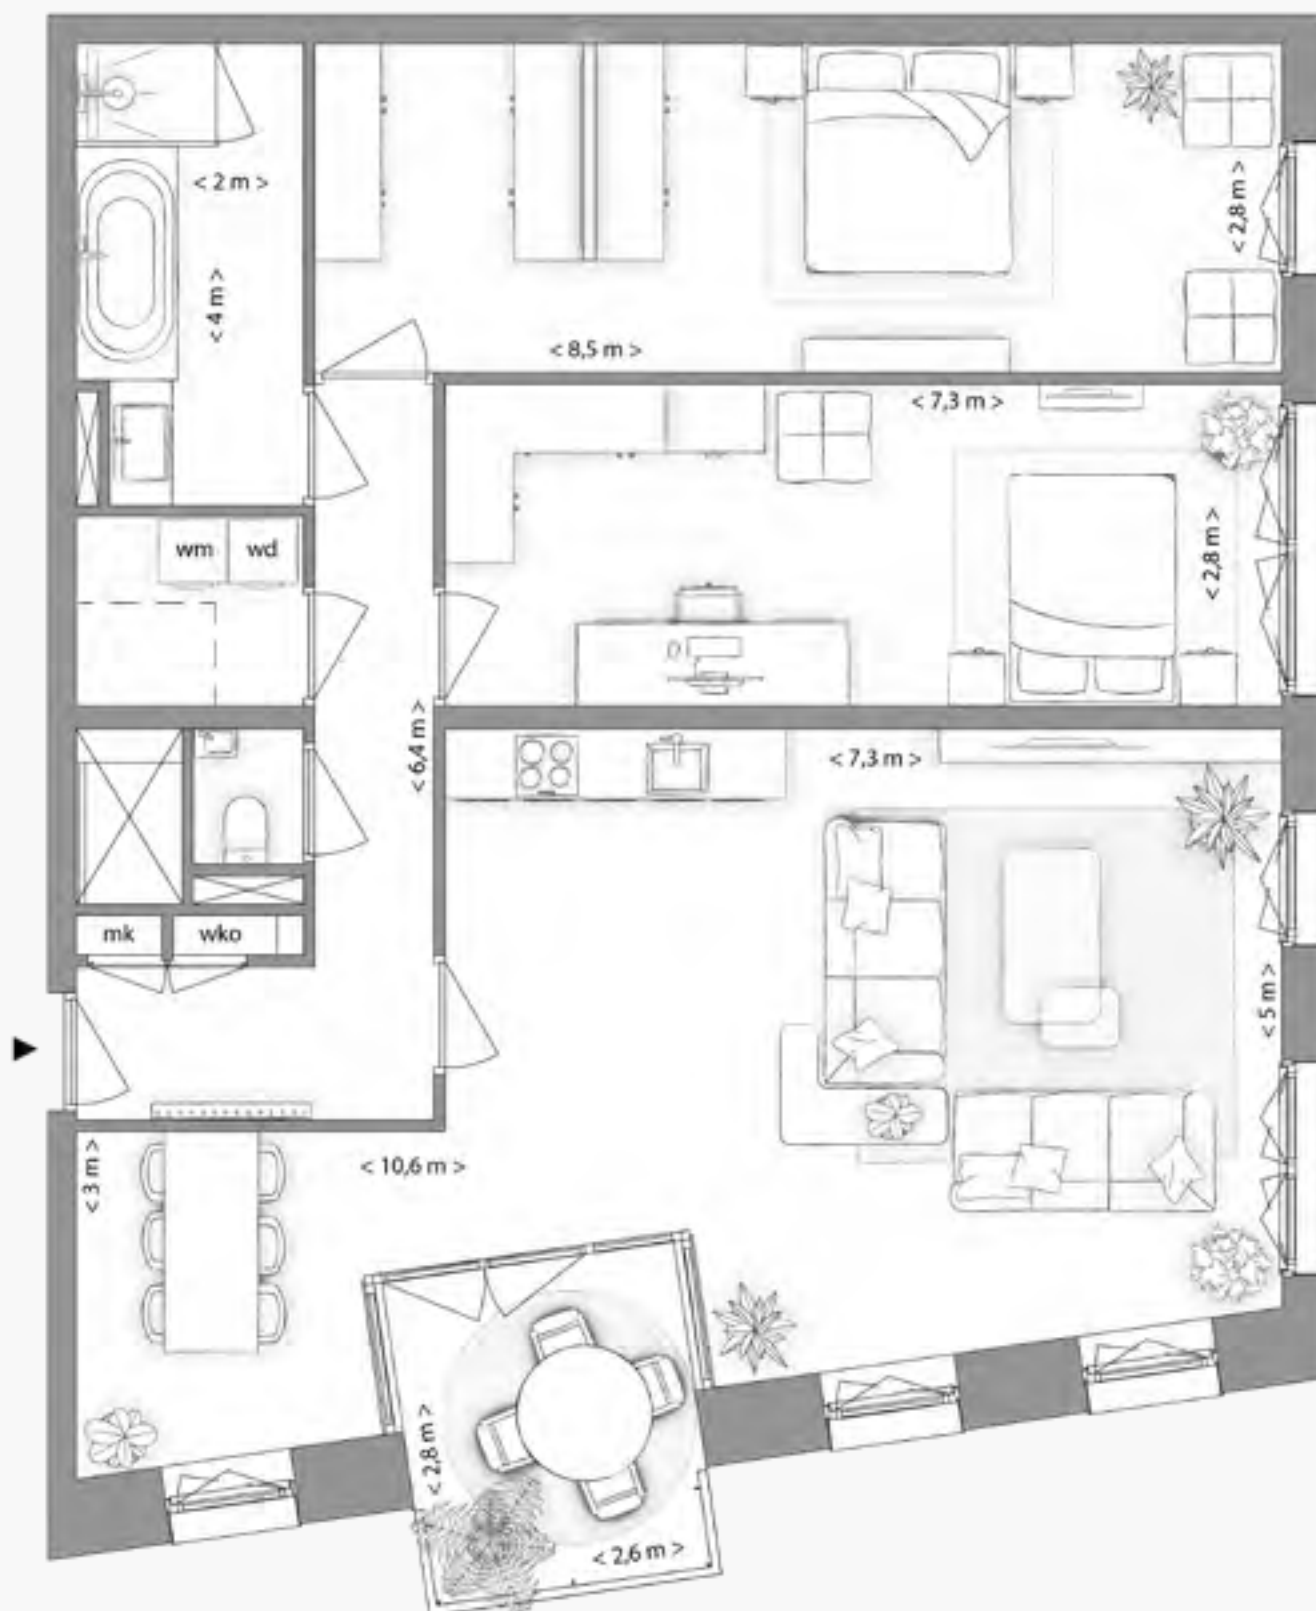 < 2 m >
< 2,8 m >
< 4 m >
< 8,5 m >
< 7,3 m >
wm
wd
< 2,8 m >
< 6,4 m >
< 7,3 m >
mk
wko
< 5 m >
< 3 m >
< 10,6 m >
< 2,8 m >
< 2,6 m >